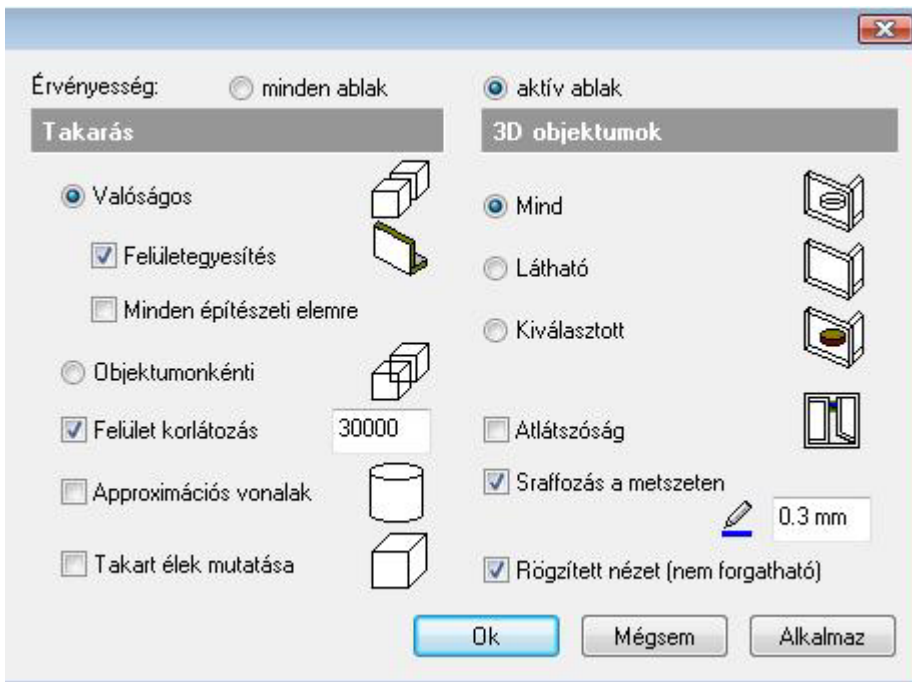 Érvényesség: minden ablak aktív ablak
Takarás
Valóságos
Felületegyesítés
Minden építészeti elemre
Objektumonkénti
Felület korlátozás 30000
Approximációs vonalak
Takart élek mutatása
3D objektumok
Mind
Látható
Kiválasztott
Atlátszóság
Sraffozás a metszeten
0.3 mm
Rögzített nézet (nem forgatható)
Ok Mégsem Alkalmaz